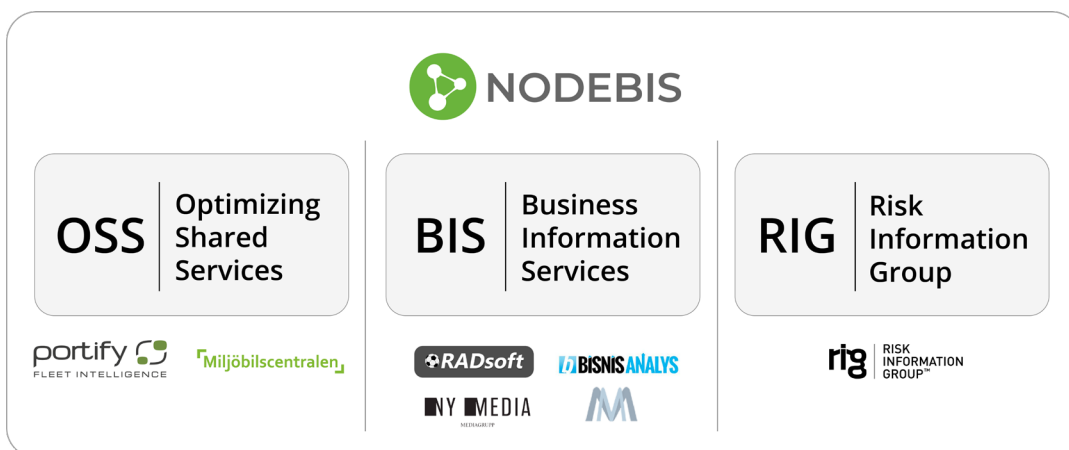 NODEBIS
OSS
Optimizing
Shared
Services
BIS
Business
Information
Services
RIG
Risk
Information
Group
portify
FLEET INTELLIGENCE
Miljöbilscentralen
RADsoft
b BISNIS ANALYS
NY MEDIA
MEDIAGRUPP
rig
RISK
INFORMATION
GROUP™